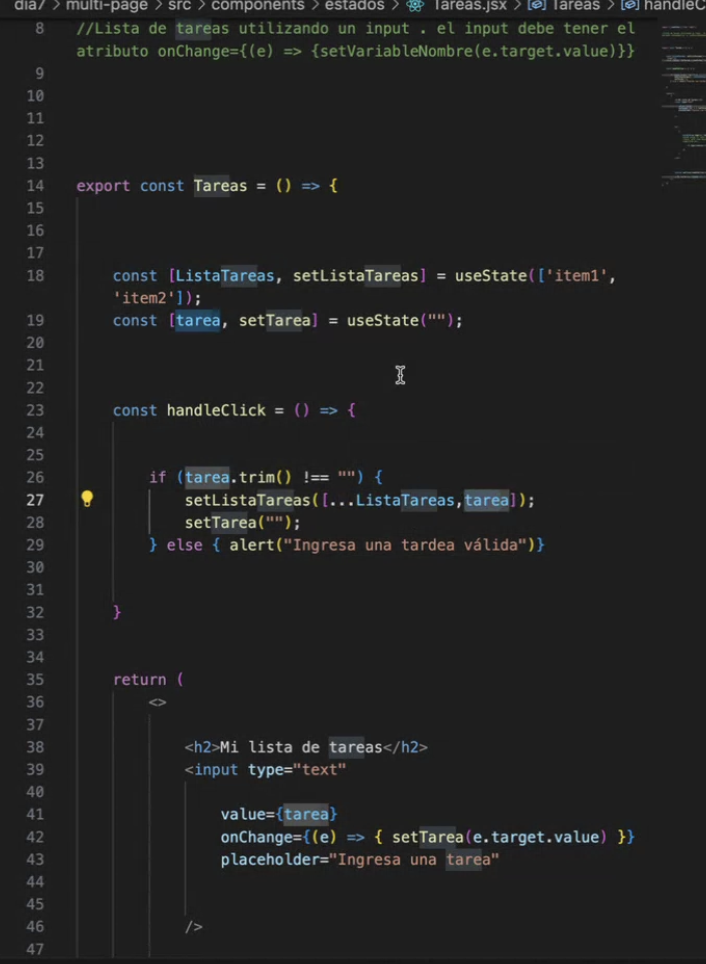 dia7 > multi-page > src > components > estados > Tareas.jsx > Tareas > handleC
8 //Lista de tareas utilizando un input . el input debe tener el
atributo onChange={(e) => {setVariableNombre(e.target.value)}}
9
10
11
12
13
14 export const Tareas = () => {
15
16
17
18 const [ListaTareas, setListaTareas] = useState(['item1',
'item2']);
19 const [tarea, setTarea] = useState("");
20
21
22
23 const handleClick = () => {
24
25
26 if (tarea.trim() !== "") {
27 setListaTareas([...ListaTareas,tarea]);
28 setTarea("");
29 } else { alert("Ingresa una tardea válida")}
30
31
32 }
33
34
35 return (
36 <>
37
38 <h2>Mi lista de tareas</h2>
39 <input type="text"
40
41 value={tarea}
42 onChange={(e) => { setTarea(e.target.value) }}
43 placeholder="Ingresa una tarea"
44
45
46 />
47